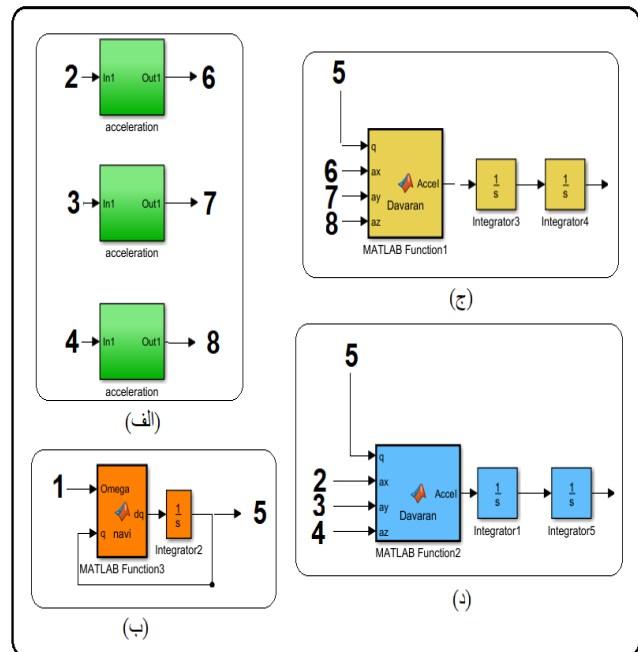 2 In1 Out1 6
acceleration
3 In1 Out1 7
acceleration
4 In1 Out1 8
acceleration
(الف)
5
q
6 ax
7 ay
8 az
Accel
Davaran
MATLAB Function1
1
s
Integrator3
1
s
Integrator4
(ج)
1 Omega
q
dq
navi
MATLAB Function3
1
s
Integrator2
5
(ب)
5
q
2 ax
3 ay
4 az
Accel
Davaran
MATLAB Function2
1
s
Integrator1
1
s
Integrator5
(د)